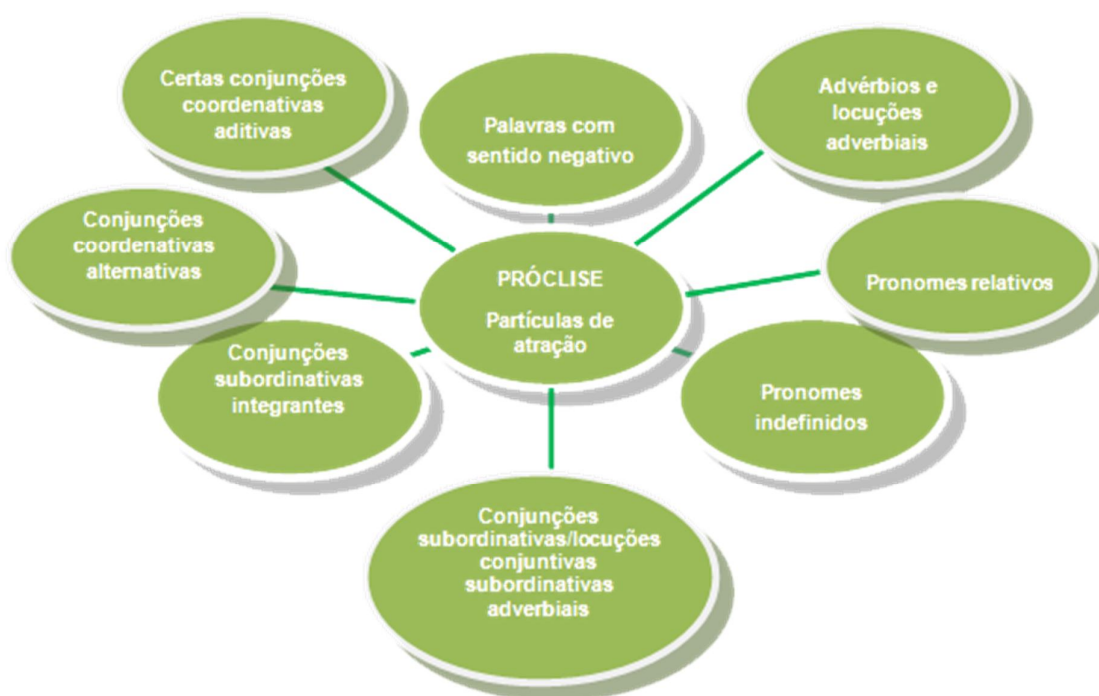 Certas conjunções
coordenativas
aditivas
Palavras com
sentido negativo
Advérbios e
locuções
adverbiais
Conjunções
coordenativas
alternativas
PRÓCLISE
Partículas de
atração
Pronomes relativos
Conjunções
subordinativas
integrantes
Pronomes
indefinidos
Conjunções
subordinativas/locuções
conjuntivas
subordinativas
adverbiais